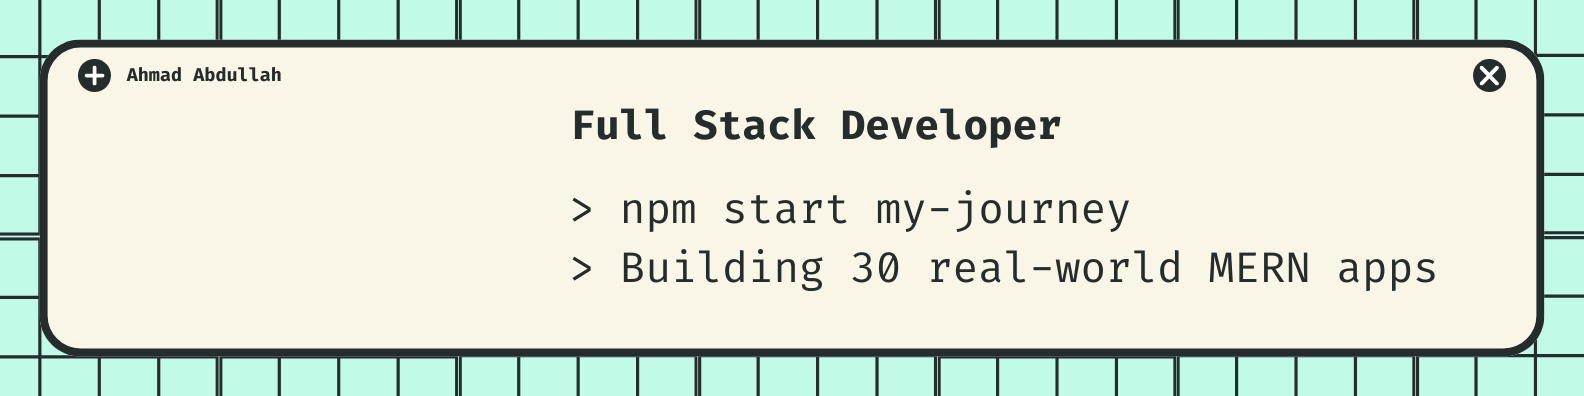 Ahmad Abdullah
Full Stack Developer
> npm start my-journey
> Building 30 real-world MERN apps